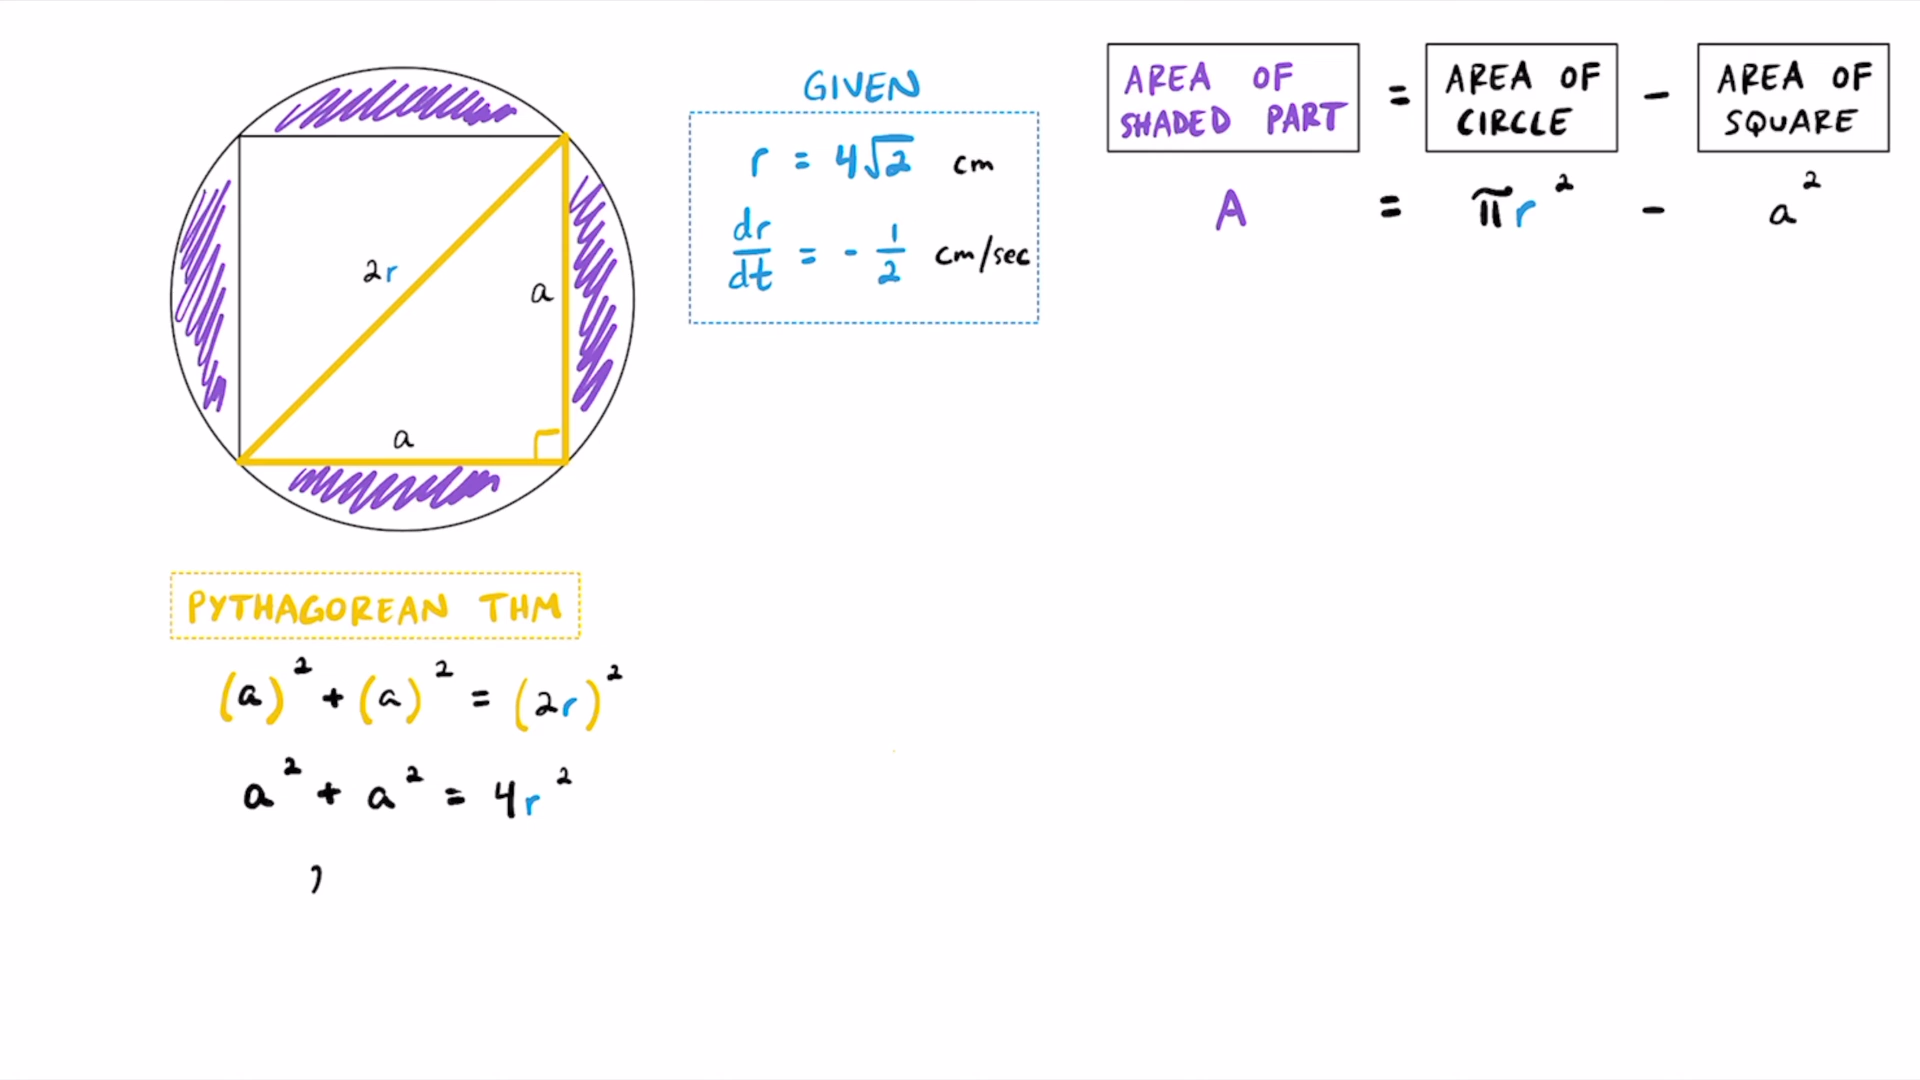 2r
a
a
GIVEN
r = 4√2 cm
dr/dt = - 1/2 cm/sec
AREA OF SHADED PART = AREA OF CIRCLE - AREA OF SQUARE
A = πr² - a²
PYTHAGOREAN THM
(a)² + (a)² = (2r)²
a² + a² = 4r²